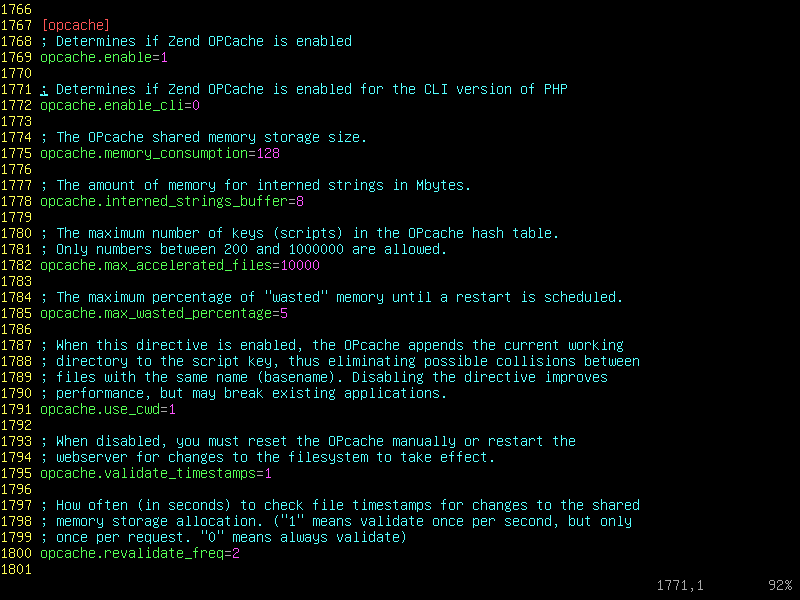 1766
1767 [opcache]
1768 ; Determines if Zend OPCache is enabled
1769 opcache.enable=1
1770
1771 ; Determines if Zend OPCache is enabled for the CLI version of PHP
1772 opcache.enable_cli=0
1773
1774 ; The OPcache shared memory storage size.
1775 opcache.memory_consumption=128
1776
1777 ; The amount of memory for interned strings in Mbytes.
1778 opcache.interned_strings_buffer=8
1779
1780 ; The maximum number of keys (scripts) in the OPcache hash table.
1781 ; Only numbers between 200 and 1000000 are allowed.
1782 opcache.max_accelerated_files=10000
1783
1784 ; The maximum percentage of "wasted" memory until a restart is scheduled.
1785 opcache.max_wasted_percentage=5
1786
1787 ; When this directive is enabled, the OPcache appends the current working
1788 ; directory to the script key, thus eliminating possible collisions between
1789 ; files with the same name (basename). Disabling the directive improves
1790 ; performance, but may break existing applications.
1791 opcache.use_cwd=1
1792
1793 ; When disabled, you must reset the OPcache manually or restart the
1794 ; webserver for changes to the filesystem to take effect.
1795 opcache.validate_timestamps=1
1796
1797 ; How often (in seconds) to check file timestamps for changes to the shared
1798 ; memory storage allocation. ("1" means validate once per second, but only
1799 ; once per request. "0" means always validate)
1800 opcache.revalidate_freq=2
1801
1771,1 92%